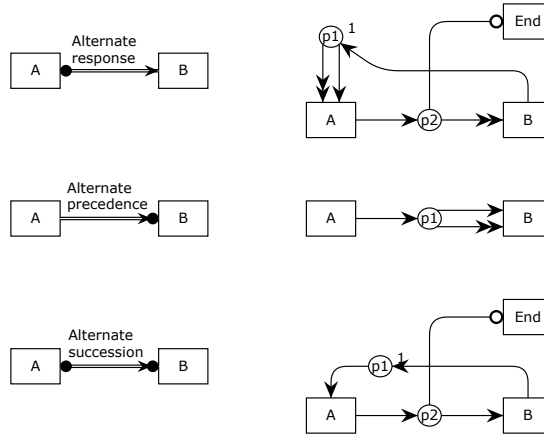 Alternate
response
A
B
p1
1
End
A
p2
B
Alternate
precedence
A
B
A
p1
B
Alternate
succession
A
B
End
p1
1
A
p2
B